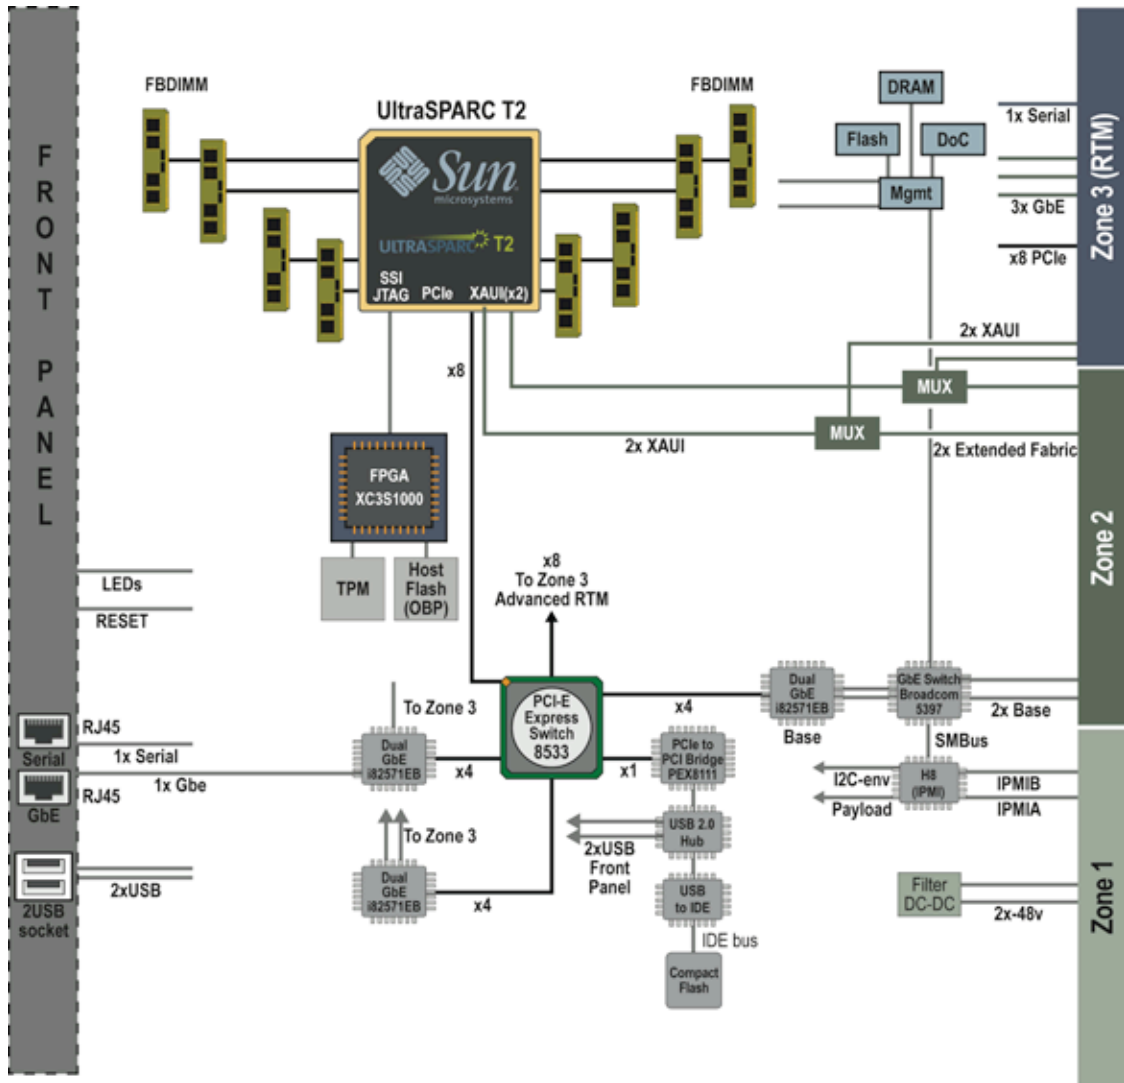 FRONT PANEL
FBDIMM
UltraSPARC T2
FBDIMM
Sun
microsystems
ULTRASPARC T2
SSI
JTAG
PCIe
XAUI(x2)
DRAM
Flash
DoC
Mgmt
1x Serial
3x GbE
x8 PCIe
Zone 3 (RTM)
x8
2x XAUI
MUX
MUX
2x XAUI
2x Extended Fabric
FPGA
XC3S1000
TPM
Host
Flash
(OBP)
x8
To Zone 3
Advanced RTM
Zone 2
LEDs
RESET
To Zone 3
PCI-E
Express
Switch
8533
x4
Dual
GbE
i82571EB
Base
GbE Switch
Broadcom
5397
2x Base
RJ45
Serial
1x Serial
1x Gbe
RJ45
GbE
Dual
GbE
i82571EB
x4
x1
PCIe to
PCI Bridge
PEX8111
SMBus
I2C-env
Payload
H8
(IPMI)
IPMIB
IPMIA
To Zone 3
2xUSB
Front
Panel
USB 2.0
Hub
2USB
socket
2xUSB
Dual
GbE
i82571EB
x4
USB
to IDE
IDE bus
Compact
Flash
Filter
DC-DC
2x-48v
Zone 1